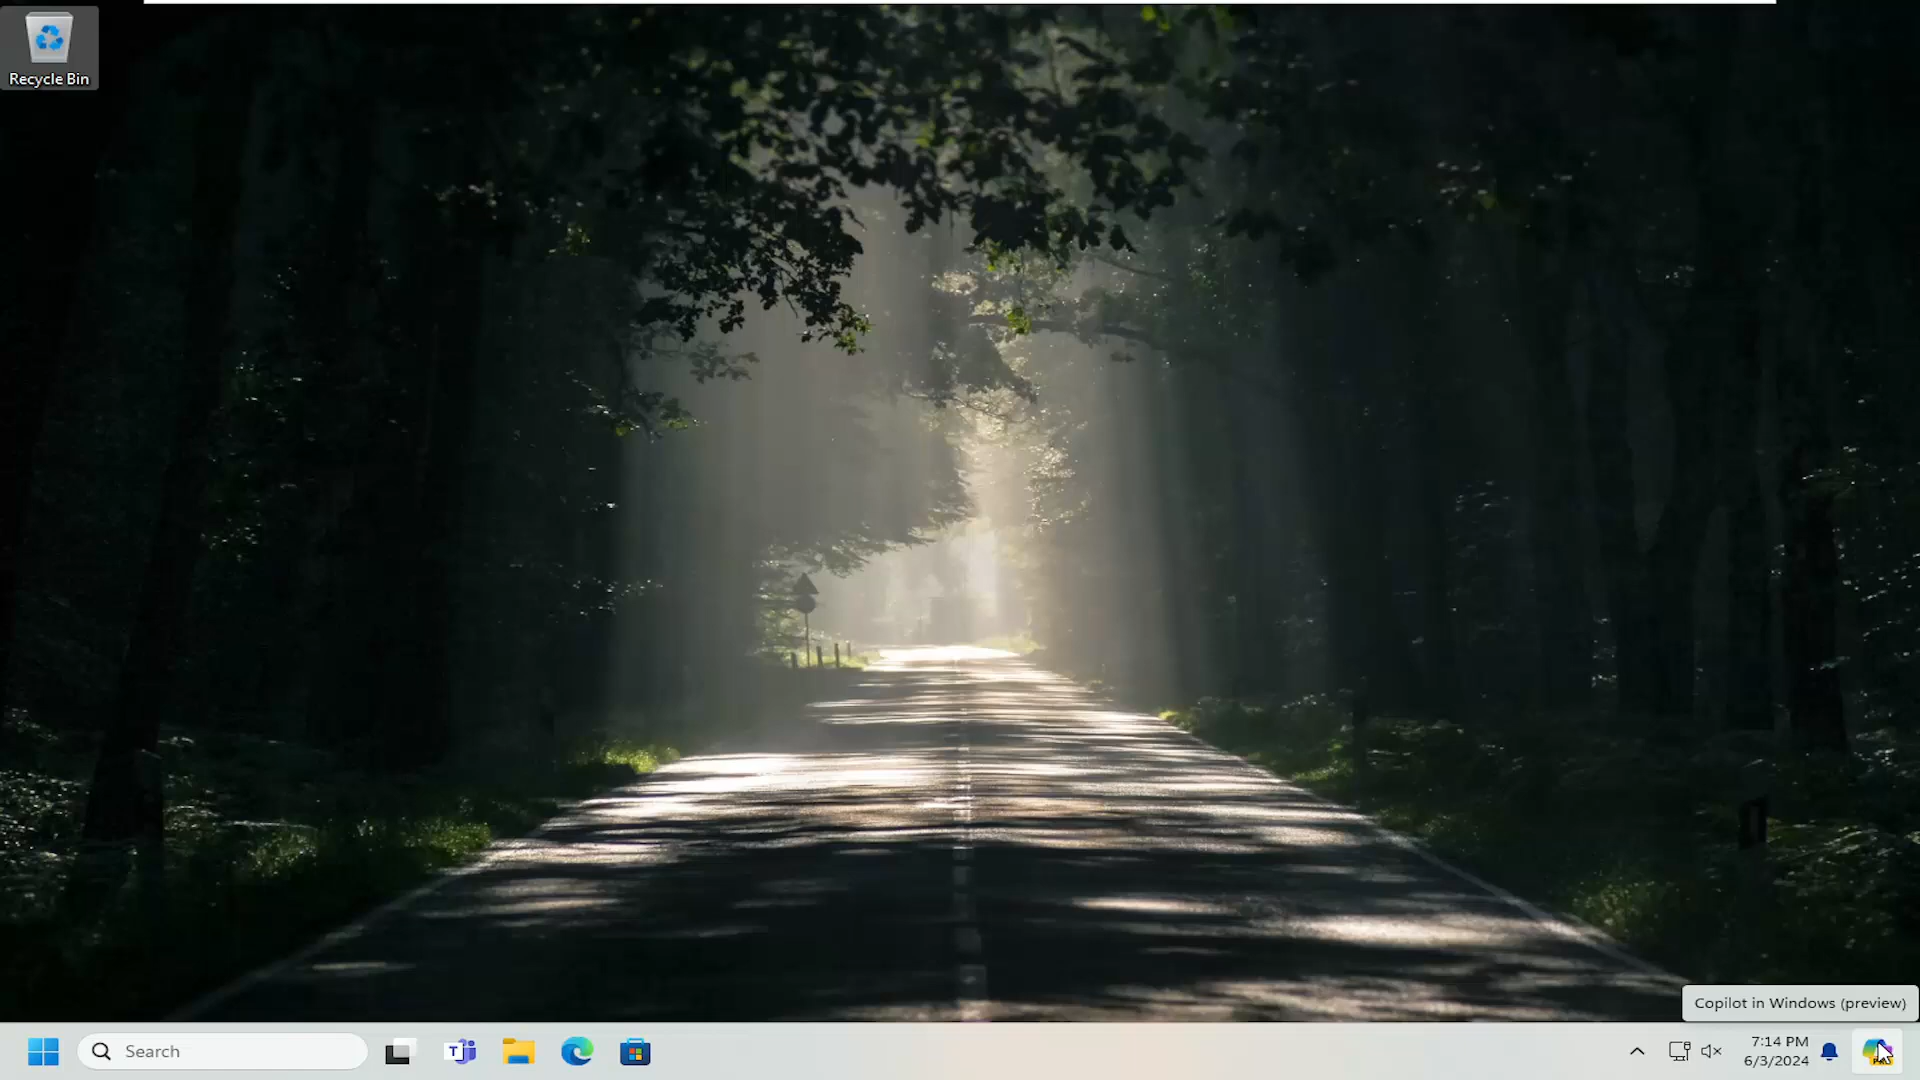 Recycle Bin
Copilot in Windows (preview)
Search
7:14 PM
6/3/2024